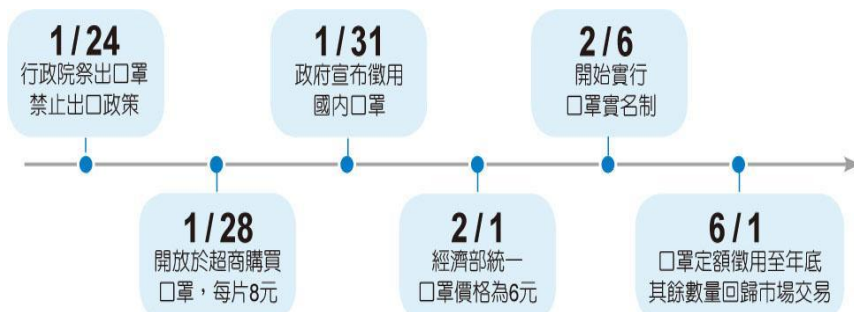 1/24
行政院祭出口罩
禁止出口政策
1/28
開放於超商購買
口罩，每片8元
1/31
政府宣布徵用
國內口罩
2/1
經濟部統一
口罩價格為6元
2/6
開始實行
口罩實名制
6/1
口罩定額徵用至年底
其餘數量回歸市場交易